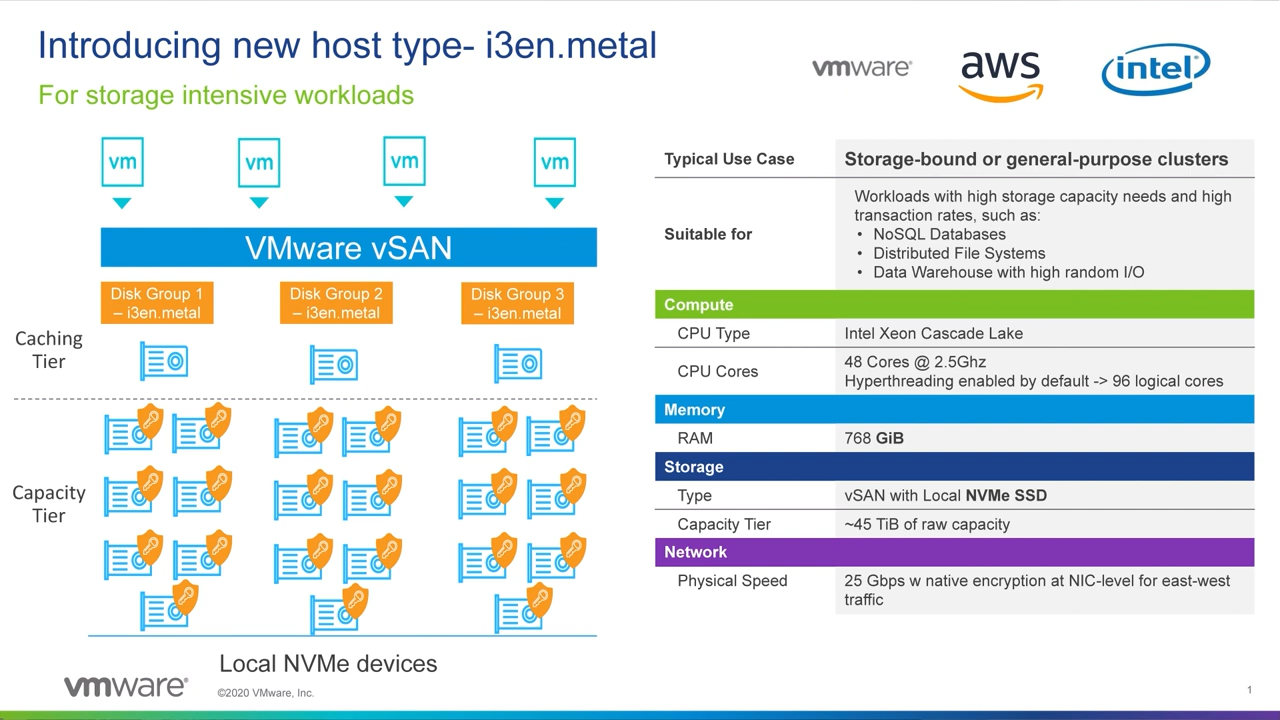 Introducing new host type- i3en.metal
For storage intensive workloads
vmware®
aws
intel®
vm
vm
vm
vm
VMware vSAN
Disk Group 1
– i3en.metal
Disk Group 2
– i3en.metal
Disk Group 3
– i3en.metal
Caching
Tier
Capacity
Tier
Local NVMe devices
Typical Use Case
Storage-bound or general-purpose clusters
Suitable for
Workloads with high storage capacity needs and high
transaction rates, such as:
• NoSQL Databases
• Distributed File Systems
• Data Warehouse with high random I/O
Compute
CPU Type
Intel Xeon Cascade Lake
CPU Cores
48 Cores @ 2.5Ghz
Hyperthreading enabled by default -> 96 logical cores
Memory
RAM
768 GiB
Storage
Type
vSAN with Local NVMe SSD
Capacity Tier
~45 TiB of raw capacity
Network
Physical Speed
25 Gbps w native encryption at NIC-level for east-west
traffic
vmware®
©2020 VMware, Inc.
1